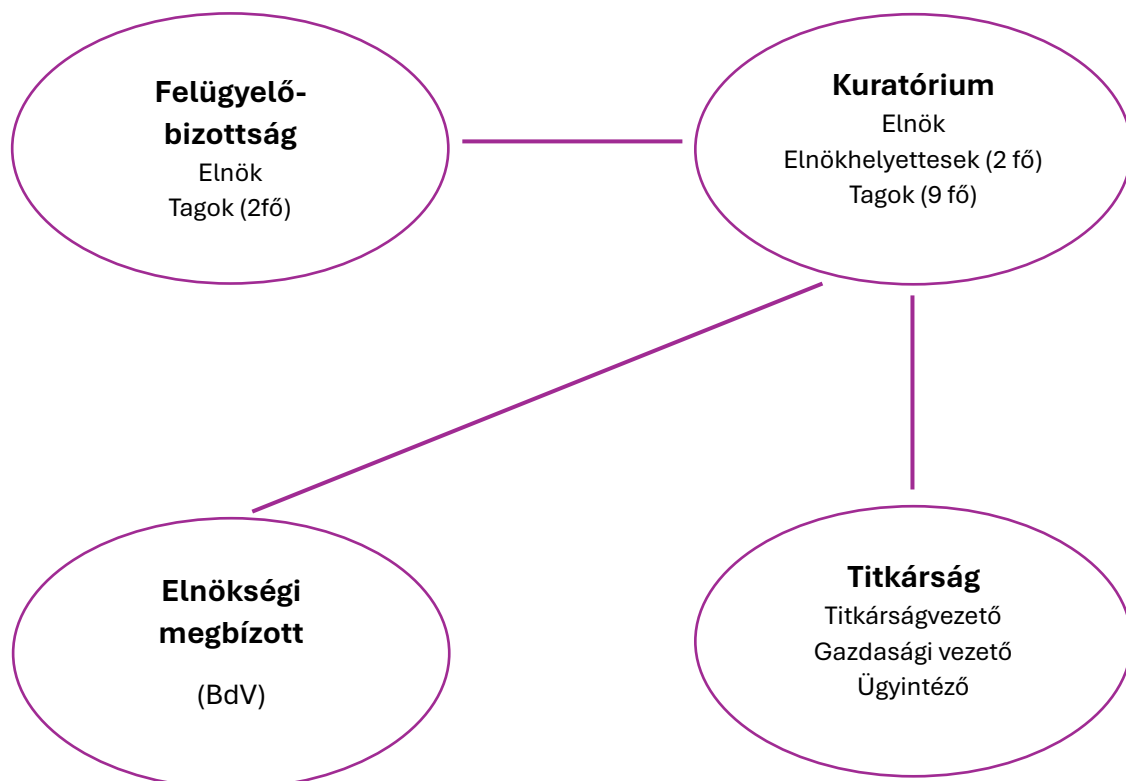 Felügyelő-
bizottság
Elnök
Tagok (2fő)
Kuratórium
Elnök
Elnökhelyettesek (2 fő)
Tagok (9 fő)
Elnökségi
megbízott
(BdV)
Titkárság
Titkárságvezető
Gazdasági vezető
Ügyintéző